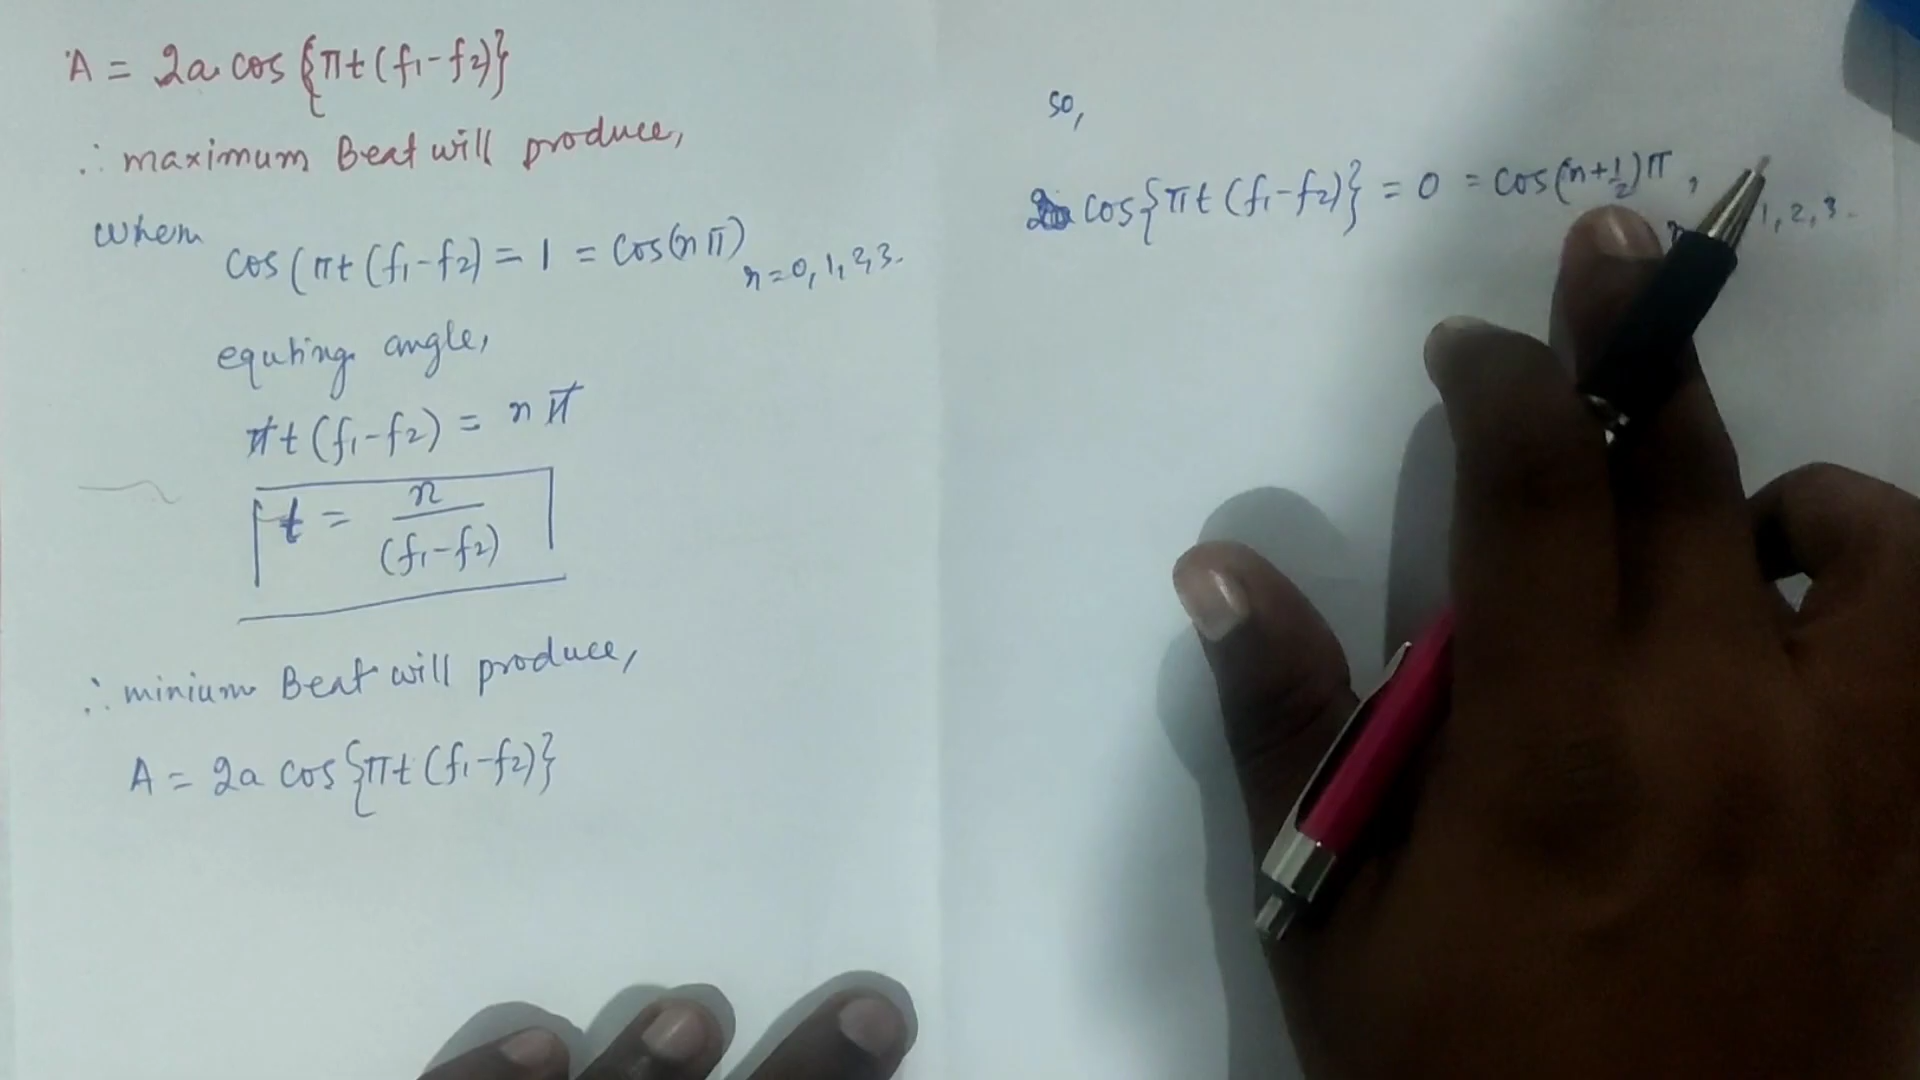 A = 2a cos {πt(f₁-f₂)}
∴ maximum Beat will produce,
when
cos(πt(f₁-f₂) = 1 = cos(nπ)
n=0, 1, 2, 3.
equting angle,
πt(f₁-f₂) = nπ
t = n/(f₁-f₂)
∴ minium Beat will produce,
A = 2a cos{πt(f₁-f₂)}
so,
cos{πt(f₁-f₂)} = 0 = cos(n+½)π,
1, 2, 3.